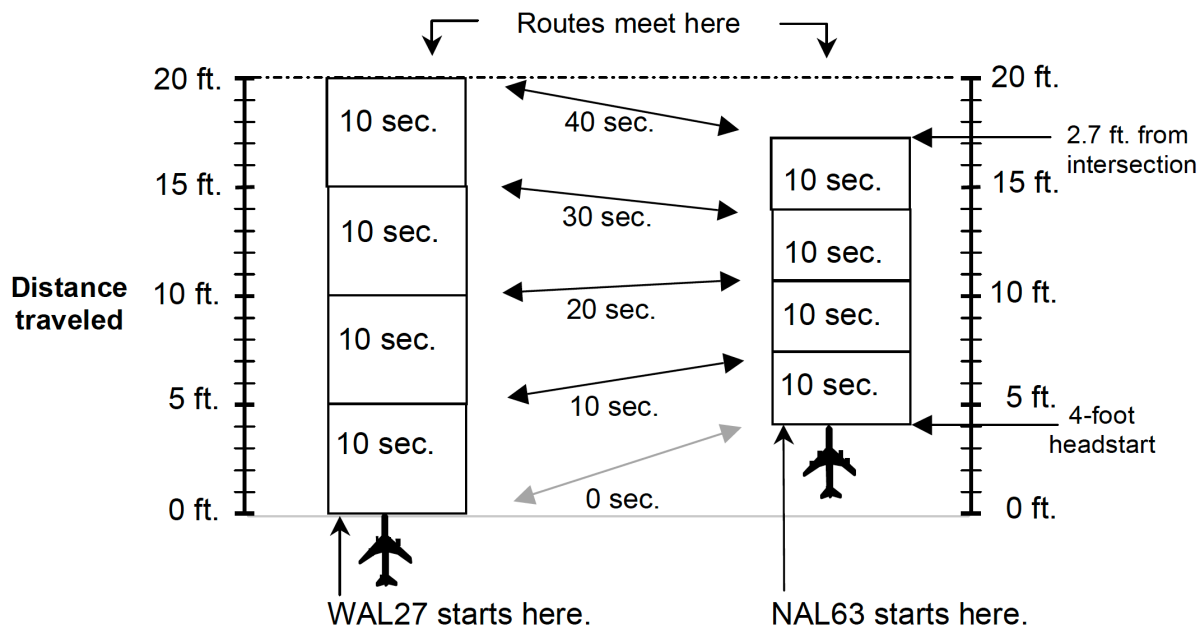 Routes meet here
20 ft.
20 ft.
10 sec.
40 sec.
2.7 ft. from
intersection
10 sec.
15 ft.
15 ft.
10 sec.
30 sec.
10 sec.
Distance
traveled
10 ft.
10 ft.
20 sec.
10 sec.
10 sec.
10 sec.
5 ft.
10 sec.
5 ft.
4-foot
headstart
10 sec.
0 sec.
0 ft.
0 ft.
WAL27 starts here.
NAL63 starts here.